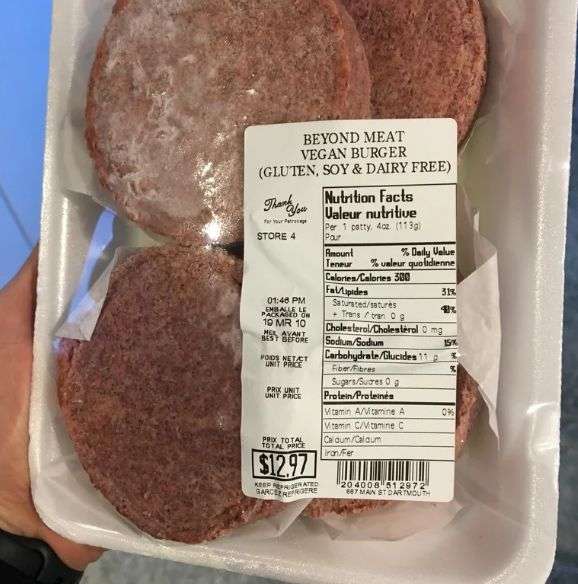 BEYOND MEAT
VEGAN BURGER
(GLUTEN, SOY & DAIRY FREE)
Thank You
For Your Patronage
STORE 4
01:46 PM
EMBALLE LE
PACKAGED ON
19 MR 10
MEIL AVANT
BEST BEFORE
POIDS NET/CT
UNIT PRICE
PRIX UNIT
UNIT PRICE
PRIX TOTAL
TOTAL PRICE
$12.97
KEEP REFRIGERATED
GARDEZ REFRIGERE
Nutrition Facts
Valeur nutritive
Per 1 patty, 4oz. (113g)
Pour
Amount % Daily Value
Teneur % valeur quotidienne
Calories/Calories 300
Fat/Lipides 31%
Saturated/saturés
+ Trans / tran 0 g
Cholesterol/Cholestérol 0 mg
Sodium/Sodium 15%
Carbohydrate/Glucides 11 g %
Fiber/Fibres %
Sugars/Sucres 0 g
Protein/Protéines
Vitamin A/Vitamine A 0%
Vitamin C/Vitamine C
Calcium/Calcium
Iron/Fer
204008 512972
667 MAIN ST DARTMOUTH